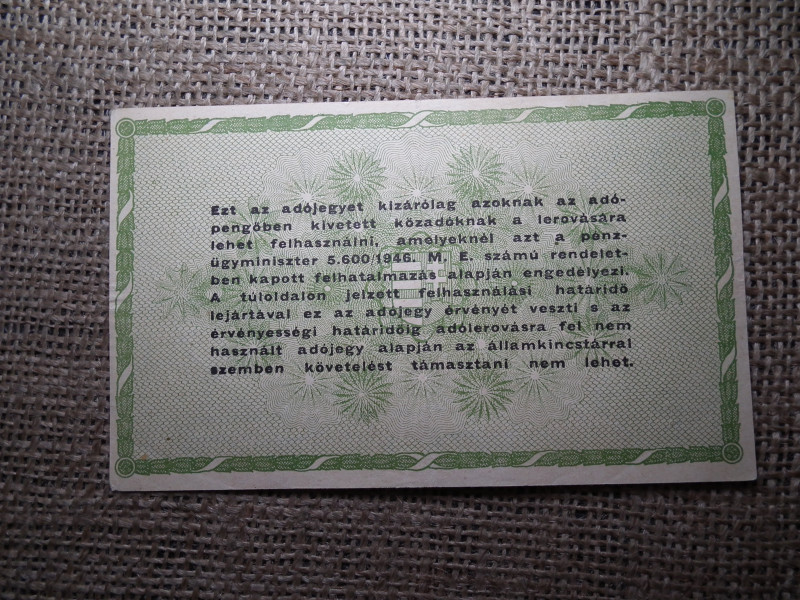 Ezt az adójegyet kizárólag azoknak az adó-
pengőben kivetett közadóknak a lerovására
lehet felhasználni, amelyeknél azt a pénz-
ügyminiszter 5.600/1946. M. E. számú rendelet-
ben kapott felhatalmazás alapján engedélyezi.
A túloldalon jelzett felhasználási határidő
lejártával ez az adójegy érvényét veszti s az
érvényességi határidőig adólerovásra fel nem
használt adójegy alapján az államkincstárral
szemben követelést támasztani nem lehet.